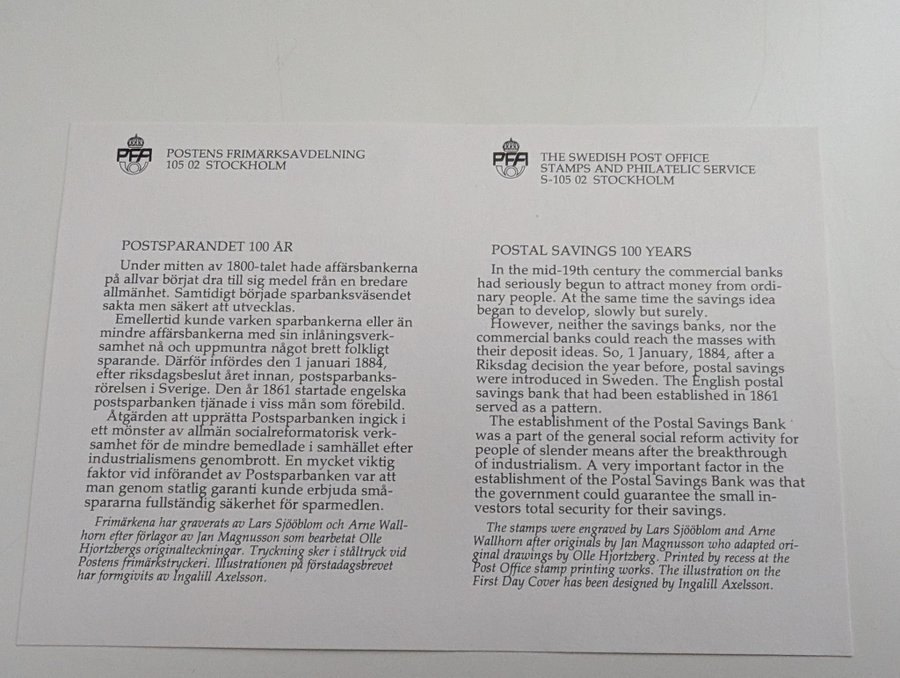 PFA
POSTENS FRIMÄRKSAVDELNING
105 02 STOCKHOLM
POSTSPARANDET 100 ÅR
Under mitten av 1800-talet hade affärsbankerna
på allvar börjat dra till sig medel från en bredare
allmänhet. Samtidigt började sparbanksväsendet
sakta men säkert att utvecklas.
Emellertid kunde varken sparbankerna eller än
mindre affärsbankerna med sin inlåningsverk-
samhet nå och uppmuntra något brett folkligt
sparande. Därför infördes den 1 januari 1884,
efter riksdagsbeslut året innan, postsparbanks-
rörelsen i Sverige. Den år 1861 startade engelska
postsparbanken tjänade i viss mån som förebild.
Åtgärden att upprätta Postsparbanken ingick i
ett mönster av allmän socialreformatorisk verk-
samhet för de mindre bemedlade i samhället efter
industrialismens genombrott. En mycket viktig
faktor vid införandet av Postsparbanken var att
man genom statlig garanti kunde erbjuda små-
spararna fullständig säkerhet för sparmedlen.
Frimärkena har graverats av Lars Sjööblom och Arne Wall-
horn efter förlagor av Jan Magnusson som bearbetat Olle
Hjortzbergs originalteckningar. Tryckning sker i ståltryck vid
Postens frimärkstryckeri. Illustrationen på förstadagsbrevet
har formgivits av Ingalill Axelsson.
PFA
THE SWEDISH POST OFFICE
STAMPS AND PHILATELIC SERVICE
S-105 02 STOCKHOLM
POSTAL SAVINGS 100 YEARS
In the mid-19th century the commercial banks
had seriously begun to attract money from ordi-
nary people. At the same time the savings idea
began to develop, slowly but surely.
However, neither the savings banks, nor the
commercial banks could reach the masses with
their deposit ideas. So, 1 January, 1884, after a
Riksdag decision the year before, postal savings
were introduced in Sweden. The English postal
savings bank that had been established in 1861
served as a pattern.
The establishment of the Postal Savings Bank
was a part of the general social reform activity for
people of slender means after the breakthrough
of industrialism. A very important factor in the
establishment of the Postal Savings Bank was that
the government could guarantee the small in-
vestors total security for their savings.
The stamps were engraved by Lars Sjööblom and Arne
Wallhorn after originals by Jan Magnusson who adapted ori-
ginal drawings by Olle Hjortzberg. Printed by recess at the
Post Office stamp printing works. The illustration on the
First Day Cover has been designed by Ingalill Axelsson.